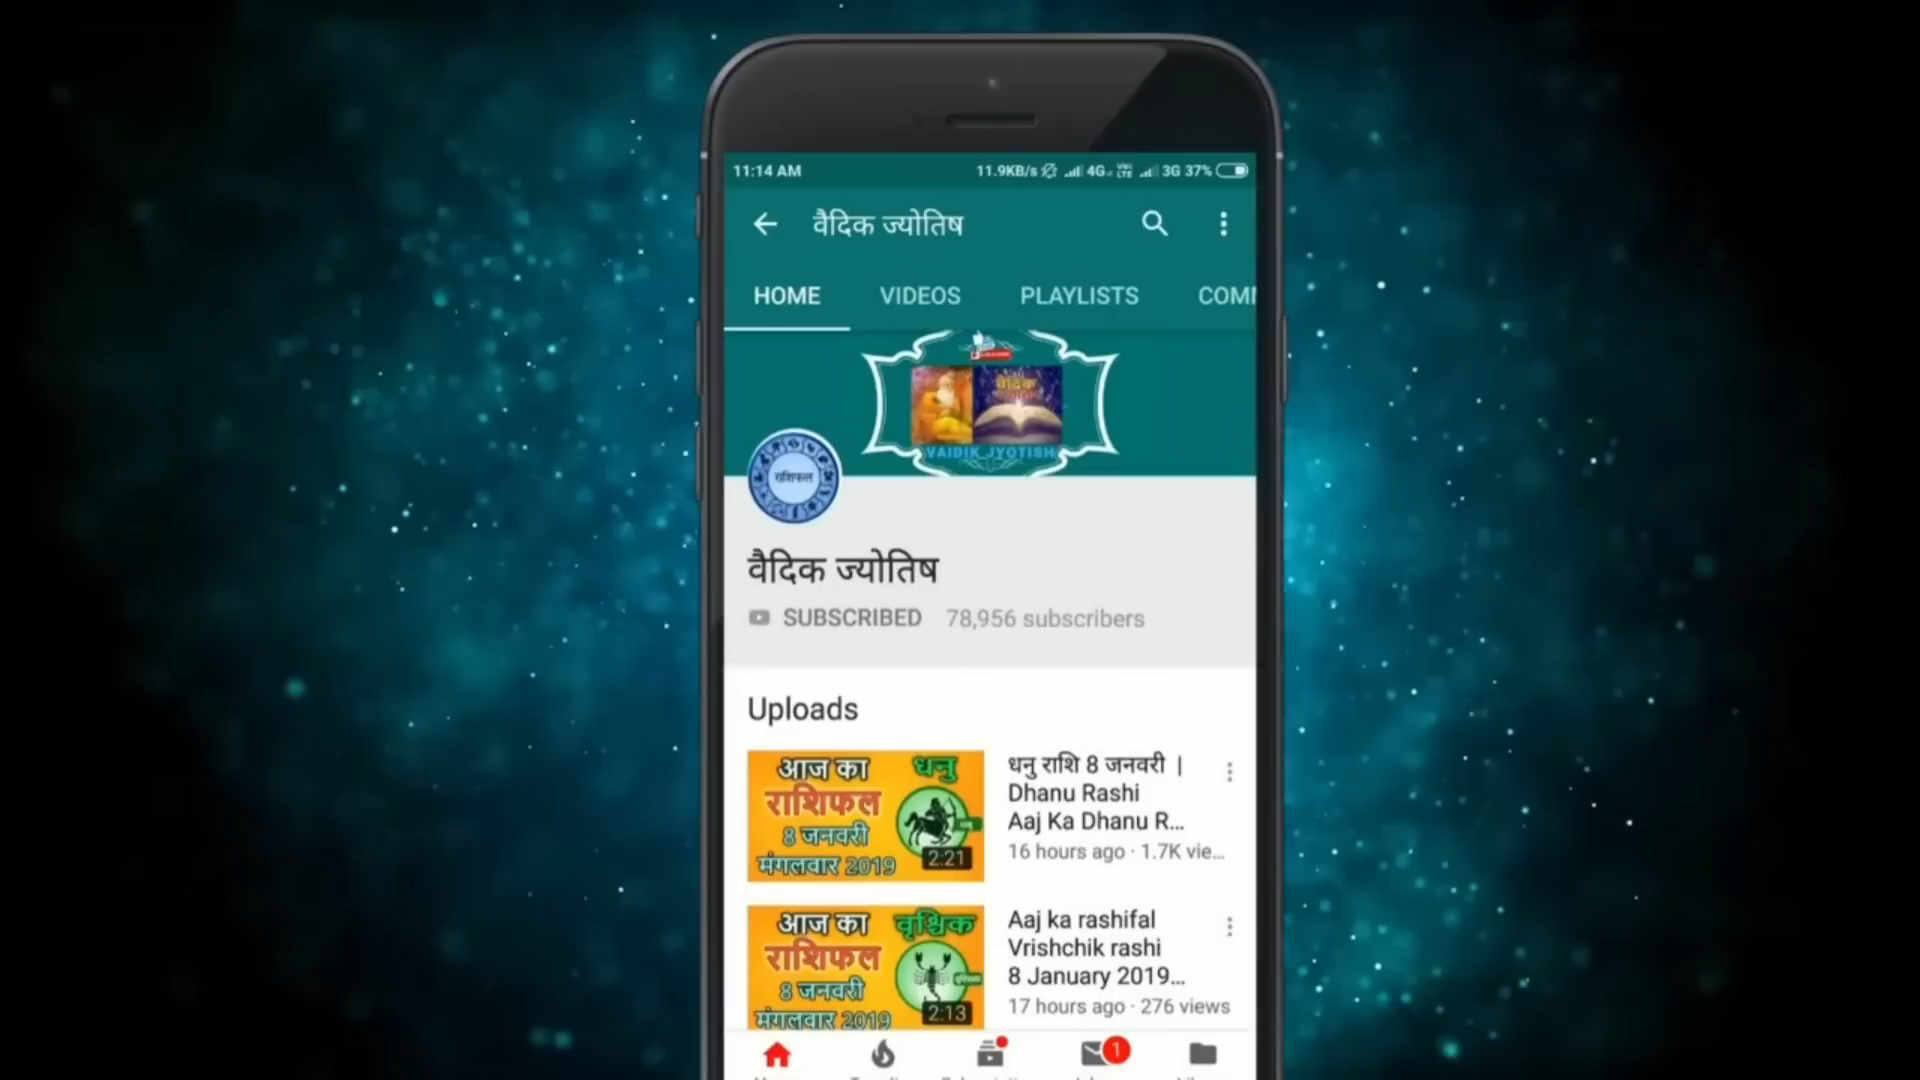 11:14 AM 11.9KB/s 4G VoLTE 3G 37%
वैदिक ज्योतिष
HOME VIDEOS PLAYLISTS COM
वैदिक
VAIDIK JYOTISH
राशिफल
वैदिक ज्योतिष
SUBSCRIBED 78,956 subscribers
Uploads
आज का धनु
राशिफल
8 जनवरी
मंगलवार 2019
2:21
धनु राशि 8 जनवरी |
Dhanu Rashi
Aaj Ka Dhanu R...
16 hours ago · 1.7K vie...
आज का वृश्चिक
राशिफल
8 जनवरी
मंगलवार 2019
2:13
Aaj ka rashifal
Vrishchik rashi
8 January 2019...
17 hours ago · 276 views
1